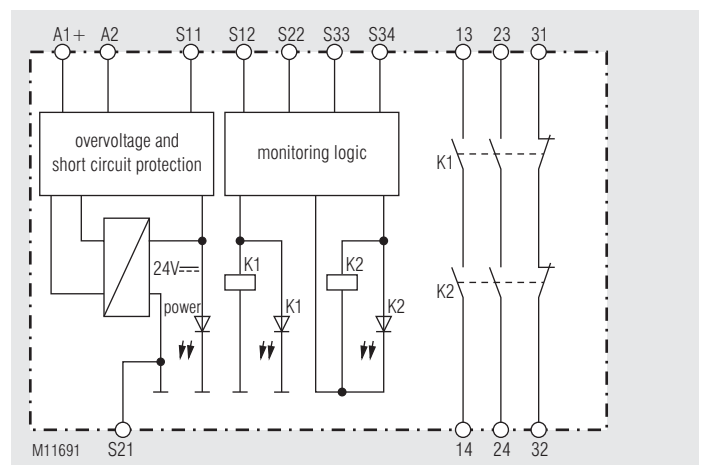 A1+ A2 S11 S12 S22 S33 S34 13 23 31
overvoltage and
short circuit protection
monitoring logic
K1
24V
K1 K2
K2
power K1 K2
M11691 S21 14 24 32